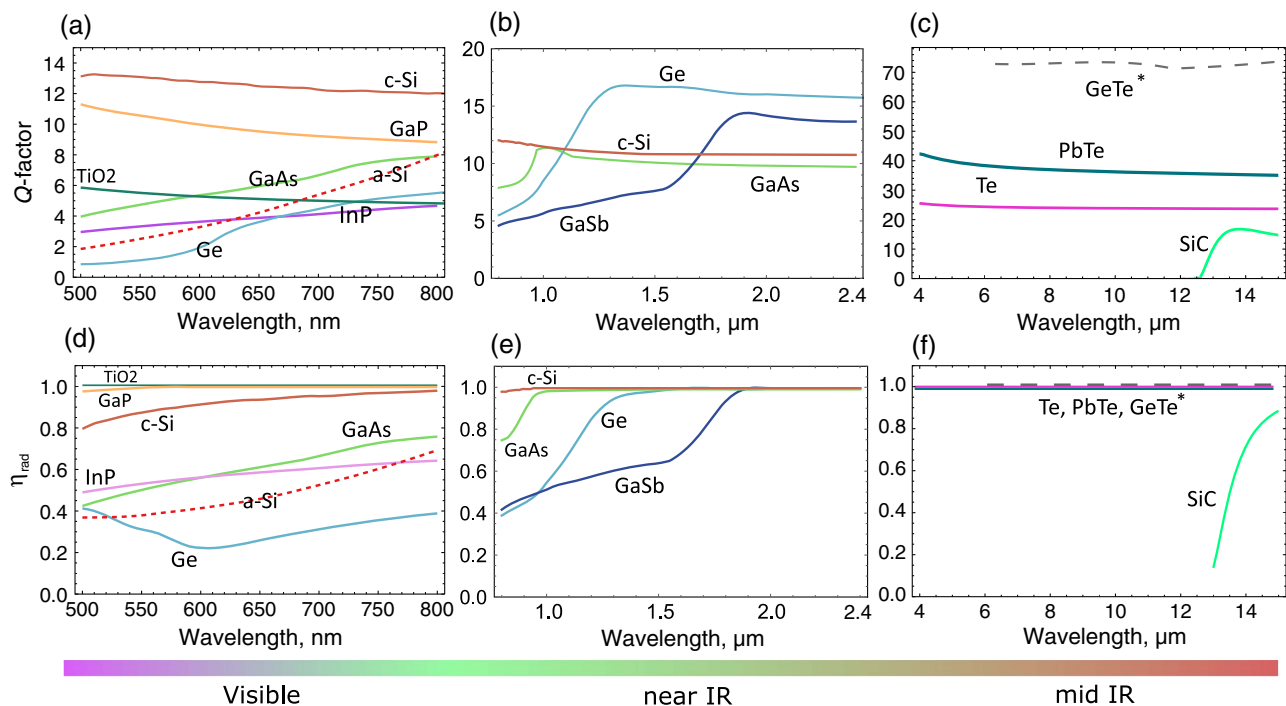 (a)
Q-factor
14
12
10
8
6
4
2
0
c-Si
GaP
TiO2
GaAs
a-Si
InP
Ge
500 550 600 650 700 750 800
Wavelength, nm
(b)
20
15
10
5
0
Ge
c-Si
GaAs
GaSb
1.0 1.5 2.0 2.4
Wavelength, μm
(c)
70
60
50
40
30
20
10
0
GeTe*
PbTe
Te
SiC
4 6 8 10 12 14
Wavelength, μm
(d)
ηrad
1.0
0.8
0.6
0.4
0.2
0.0
TiO2
GaP
c-Si
GaAs
InP
a-Si
Ge
500 550 600 650 700 750 800
Wavelength, nm
(e)
1.0
0.8
0.6
0.4
0.2
0.0
c-Si
GaAs
Ge
GaSb
1.0 1.5 2.0 2.4
Wavelength, μm
(f)
1.0
0.8
0.6
0.4
0.2
0.0
Te, PbTe, GeTe*
SiC
4 6 8 10 12 14
Wavelength, μm
Visible near IR mid IR